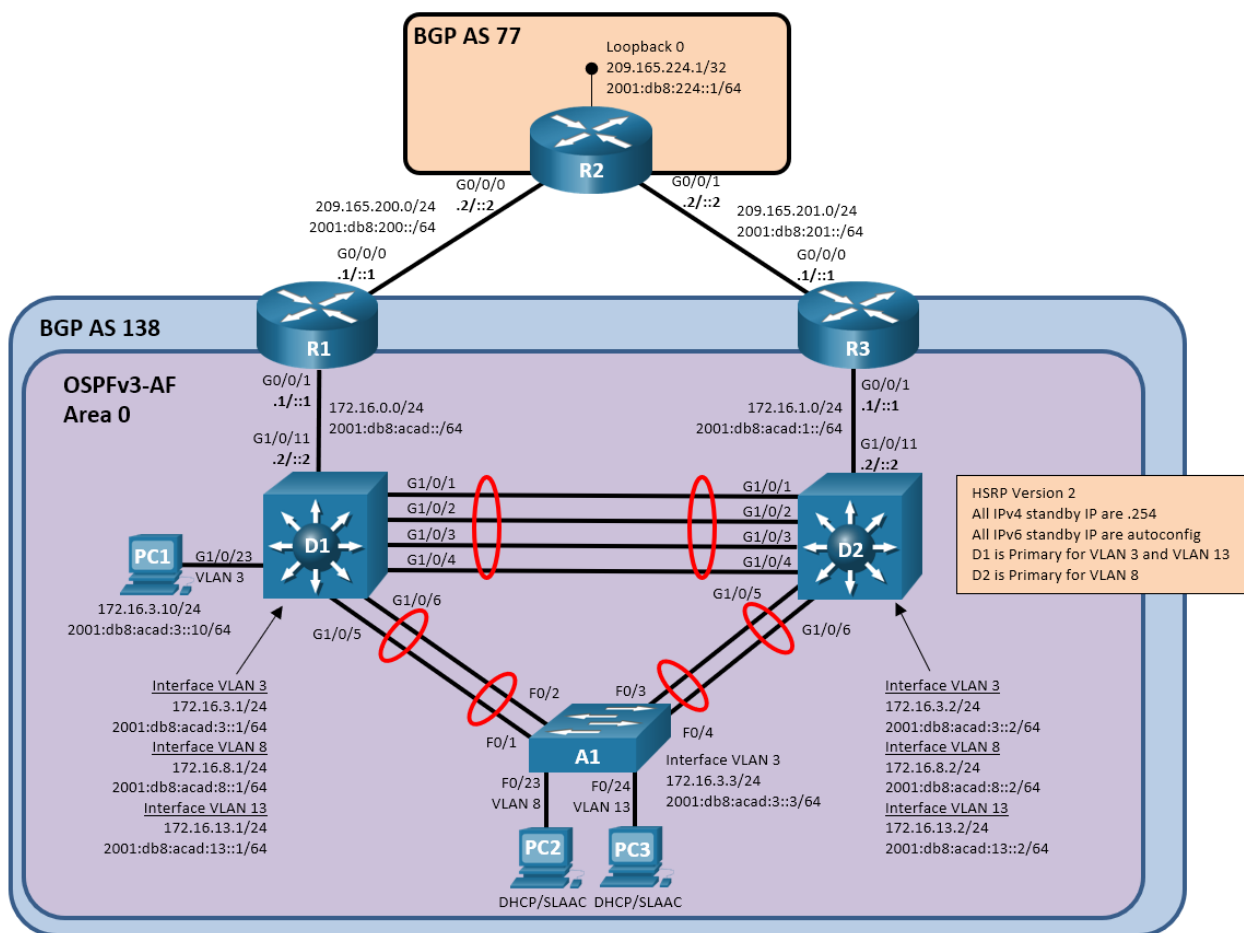 BGP AS 77
Loopback 0
209.165.224.1/32
2001:db8:224::1/64
R2
G0/0/0
.2/::2
G0/0/1
.2/::2
209.165.200.0/24
2001:db8:200::/64
209.165.201.0/24
2001:db8:201::/64
G0/0/0
.1/::1
G0/0/0
.1/::1
BGP AS 138
R1
R3
OSPFv3-AF
Area 0
G0/0/1
.1/::1
172.16.0.0/24
2001:db8:acad::/64
G1/0/11
.2/::2
G0/0/1
.1/::1
172.16.1.0/24
2001:db8:acad:1::/64
G1/0/11
.2/::2
G1/0/1
G1/0/2
G1/0/3
G1/0/4
G1/0/1
G1/0/2
G1/0/3
G1/0/4
D1
D2
HSRP Version 2
All IPv4 standby IP are .254
All IPv6 standby IP are autoconfig
D1 is Primary for VLAN 3 and VLAN 13
D2 is Primary for VLAN 8
PC1
G1/0/23
VLAN 3
172.16.3.10/24
2001:db8:acad:3::10/64
G1/0/6
G1/0/5
G1/0/5
G1/0/6
Interface VLAN 3
172.16.3.1/24
2001:db8:acad:3::1/64
Interface VLAN 8
172.16.8.1/24
2001:db8:acad:8::1/64
Interface VLAN 13
172.16.13.1/24
2001:db8:acad:13::1/64
F0/2
F0/1
F0/3
F0/4
A1
Interface VLAN 3
172.16.3.3/24
2001:db8:acad:3::3/64
F0/23
VLAN 8
F0/24
VLAN 13
Interface VLAN 3
172.16.3.2/24
2001:db8:acad:3::2/64
Interface VLAN 8
172.16.8.2/24
2001:db8:acad:8::2/64
Interface VLAN 13
172.16.13.2/24
2001:db8:acad:13::2/64
PC2
PC3
DHCP/SLAAC
DHCP/SLAAC